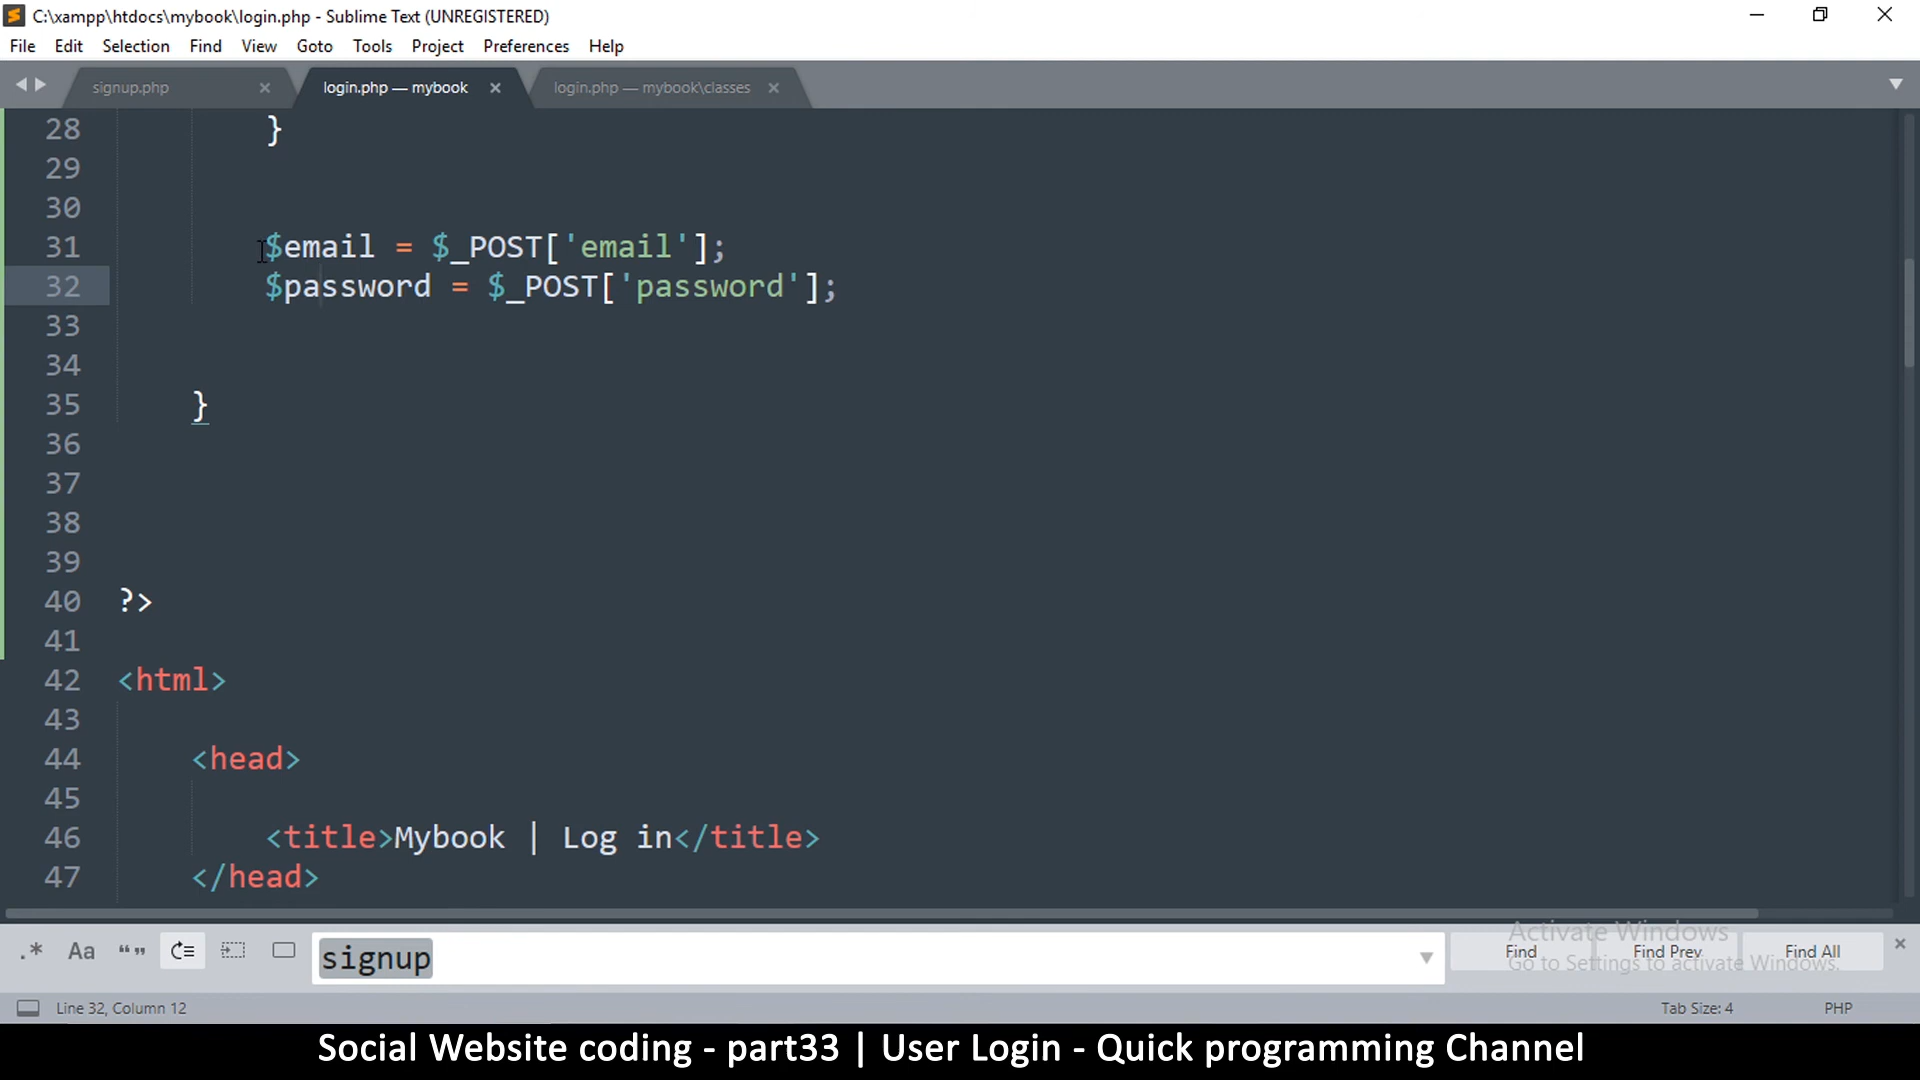 C:\xampp\htdocs\mybook\login.php - Sublime Text (UNREGISTERED)
File Edit Selection Find View Goto Tools Project Preferences Help
signup.php login.php — mybook login.php — mybook\classes
28 }
29
30
31 $email = $_POST['email'];
32 $password = $_POST['password'];
33
34
35 }
36
37
38
39
40 ?>
41
42 <html>
43
44 <head>
45
46 <title>Mybook | Log in</title>
47 </head>
Activate Windows
.* Aa “” signup Find Find Prev Find All
Go to Settings to activate Windows.
Line 32, Column 12 Tab Size: 4 PHP
Social Website coding - part33 | User Login - Quick programming Channel